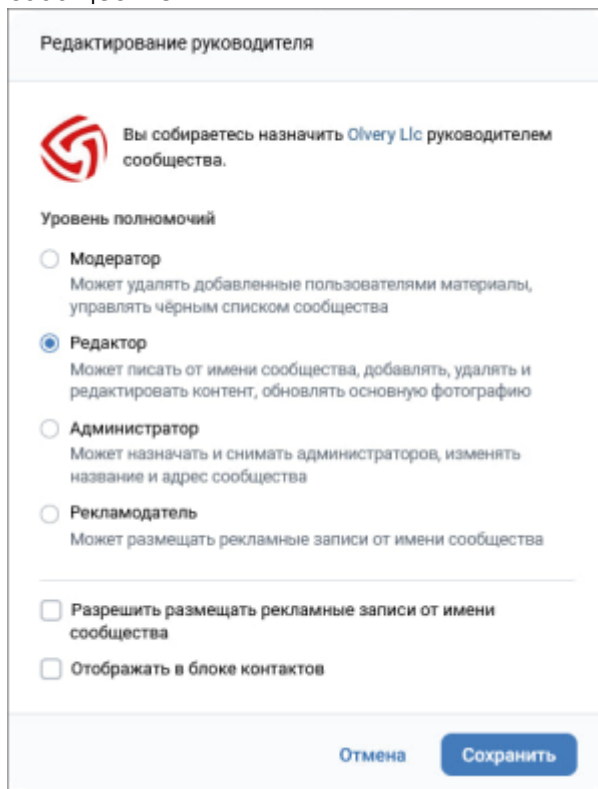 Редактирование руководителя
Вы собираетесь назначить Olvery Llc руководителем
сообщества.
Уровень полномочий
Модератор
Может удалять добавленные пользователями материалы,
управлять чёрным списком сообщества
Редактор
Может писать от имени сообщества, добавлять, удалять и
редактировать контент, обновлять основную фотографию
Администратор
Может назначать и снимать администраторов, изменять
название и адрес сообщества
Рекламодатель
Может размещать рекламные записи от имени сообщества
Разрешить размещать рекламные записи от имени
сообщества
Отображать в блоке контактов
Отмена Сохранить